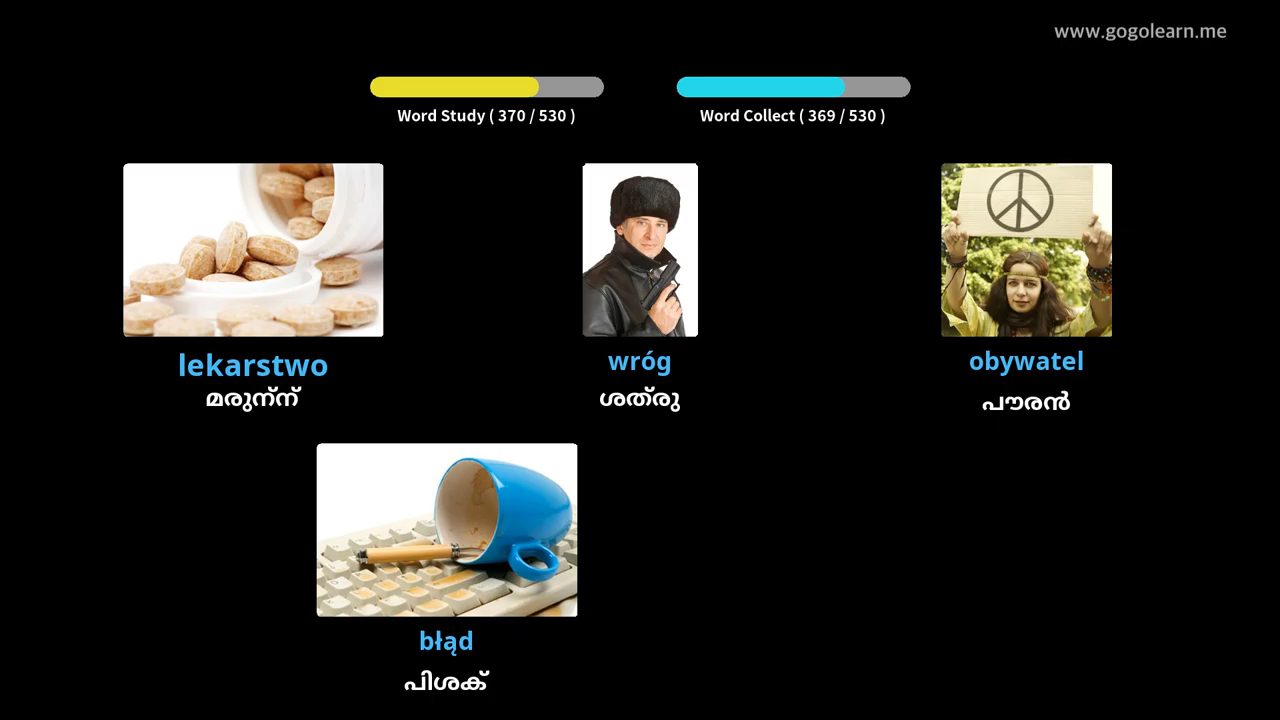 www.gogolearn.me
Word Study ( 370 / 530 )
Word Collect ( 369 / 530 )
lekarstwo
മരുന്ന്
wróg
ശത്രു
obywatel
പൗരൻ
błąd
പിശക്